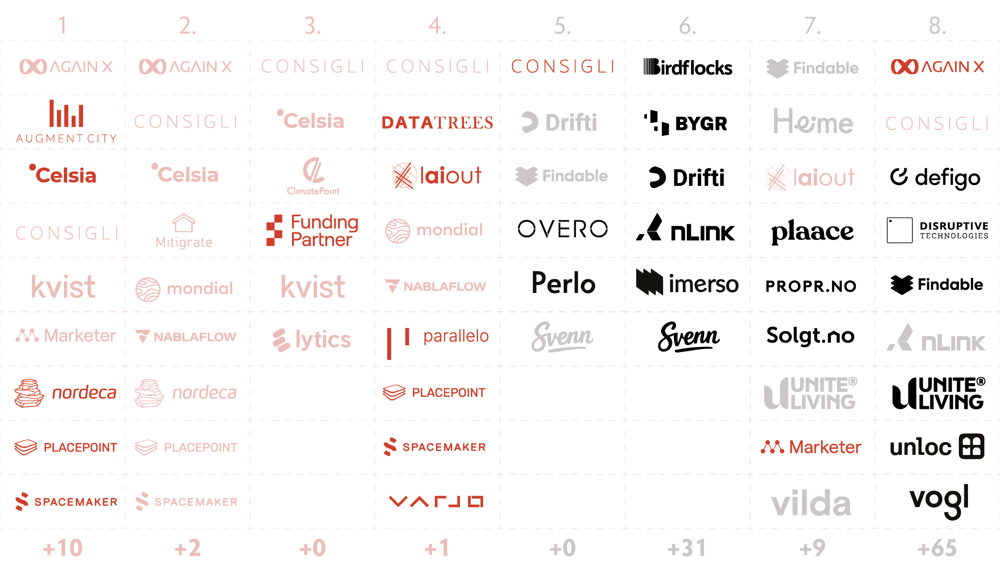 1 2. 3. 4. 5. 6. 7. 8.
AGAIN X AGAIN X CONSIGLI CONSIGLI CONSIGLI Birdflocks Findable AGAIN X
AUGMENT CITY CONSIGLI Celsia DATATREES Drifti BYGR Heime CONSIGLI
Celsia Celsia ClimatePoint laiout Findable Drifti laiout defigo
CONSIGLI Mitigrate Funding Partner mondial OVERO nLink plaace DISRUPTIVE TECHNOLOGIES
kvist mondial kvist NABLAFLOW Perlo imerso PROPR.NO Findable
Marketer NABLAFLOW lytics parallelo Svenn Svenn Solgt.no nLink
nordeca nordeca PLACEPOINT UNITE® LIVING UNITE® LIVING
PLACEPOINT PLACEPOINT SPACEMAKER Marketer unloc
SPACEMAKER SPACEMAKER VARJO vilda vogl
+10 +2 +0 +1 +0 +31 +9 +65